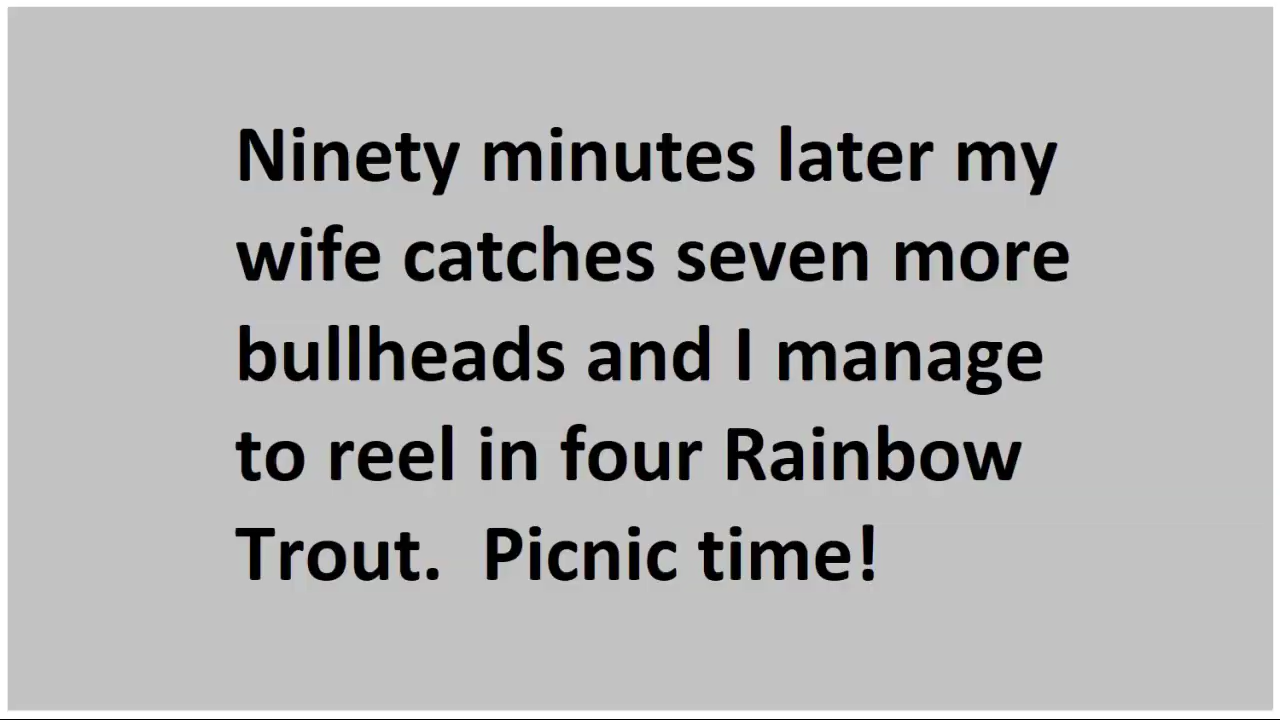 Ninety minutes later my
wife catches seven more
bullheads and I manage
to reel in four Rainbow
Trout.  Picnic time!